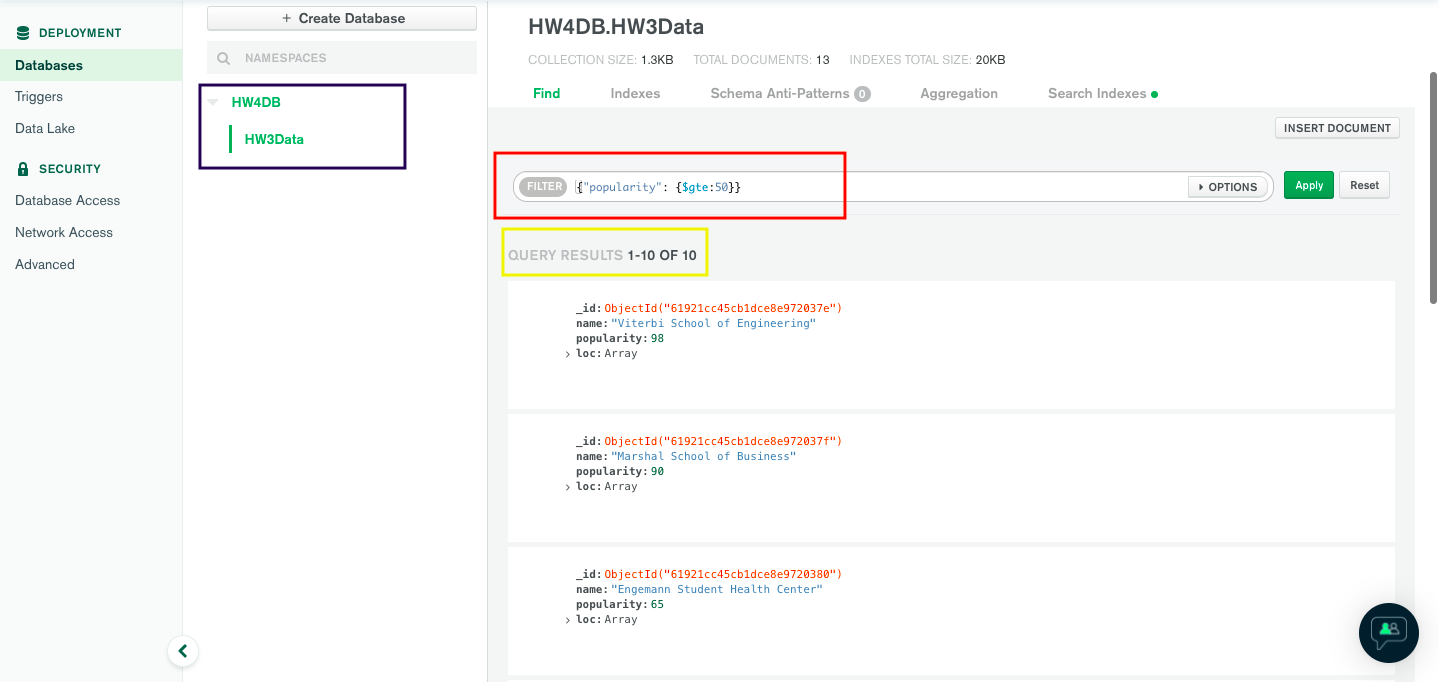 DEPLOYMENT
Databases
Triggers
Data Lake
SECURITY
Database Access
Network Access
Advanced
+ Create Database
NAMESPACES
HW4DB
HW3Data
HW4DB.HW3Data
COLLECTION SIZE: 1.3KB TOTAL DOCUMENTS: 13 INDEXES TOTAL SIZE: 20KB
Find Indexes Schema Anti-Patterns 0 Aggregation Search Indexes
INSERT DOCUMENT
FILTER {"popularity": {$gte:50}} OPTIONS Apply Reset
QUERY RESULTS 1-10 OF 10
_id: ObjectId("61921cc45cb1dce8e972037e")
name: "Viterbi School of Engineering"
popularity: 98
loc: Array
_id: ObjectId("61921cc45cb1dce8e972037f")
name: "Marshal School of Business"
popularity: 90
loc: Array
_id: ObjectId("61921cc45cb1dce8e9720380")
name: "Engemann Student Health Center"
popularity: 65
loc: Array